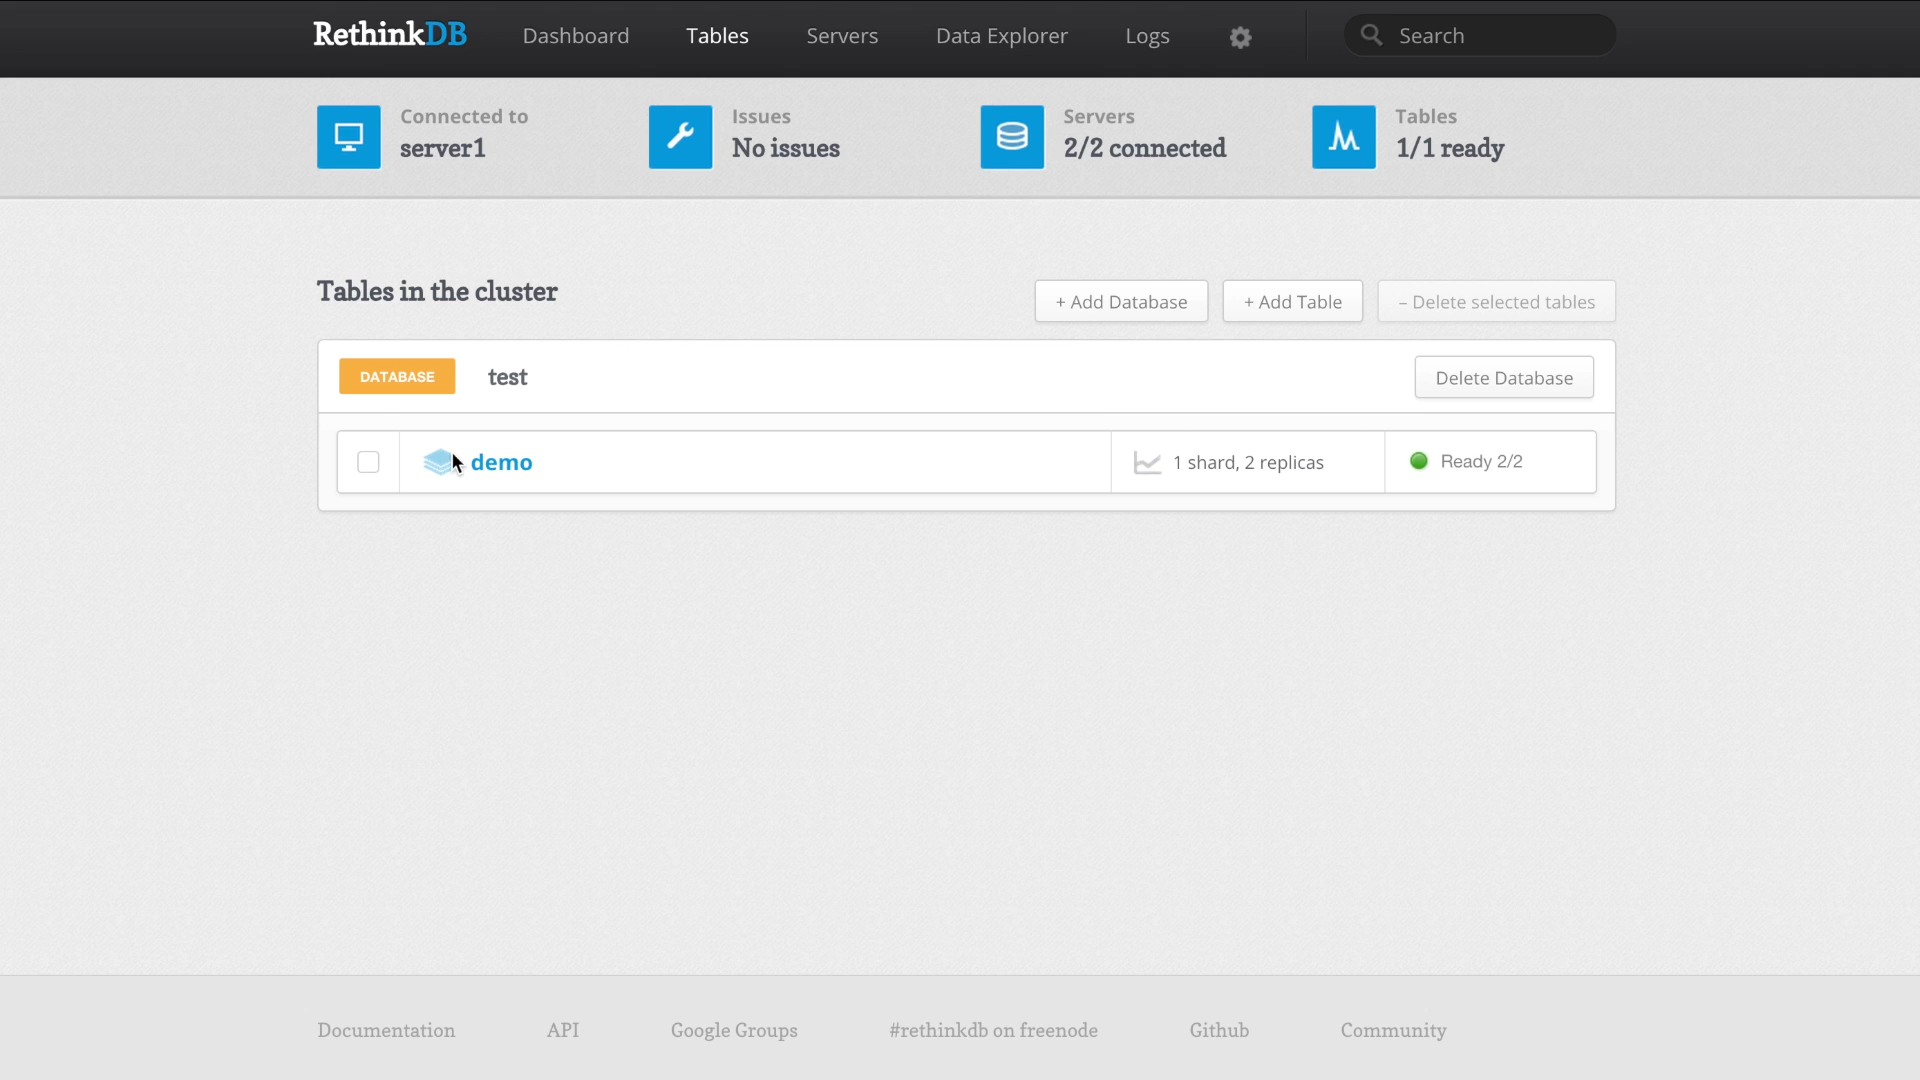 RethinkDB Dashboard Tables Servers Data Explorer Logs Search
Connected to
server1
Issues
No issues
Servers
2/2 connected
Tables
1/1 ready
Tables in the cluster
+ Add Database
+ Add Table
– Delete selected tables
DATABASE test Delete Database
demo 1 shard, 2 replicas Ready 2/2
Documentation API Google Groups #rethinkdb on freenode Github Community